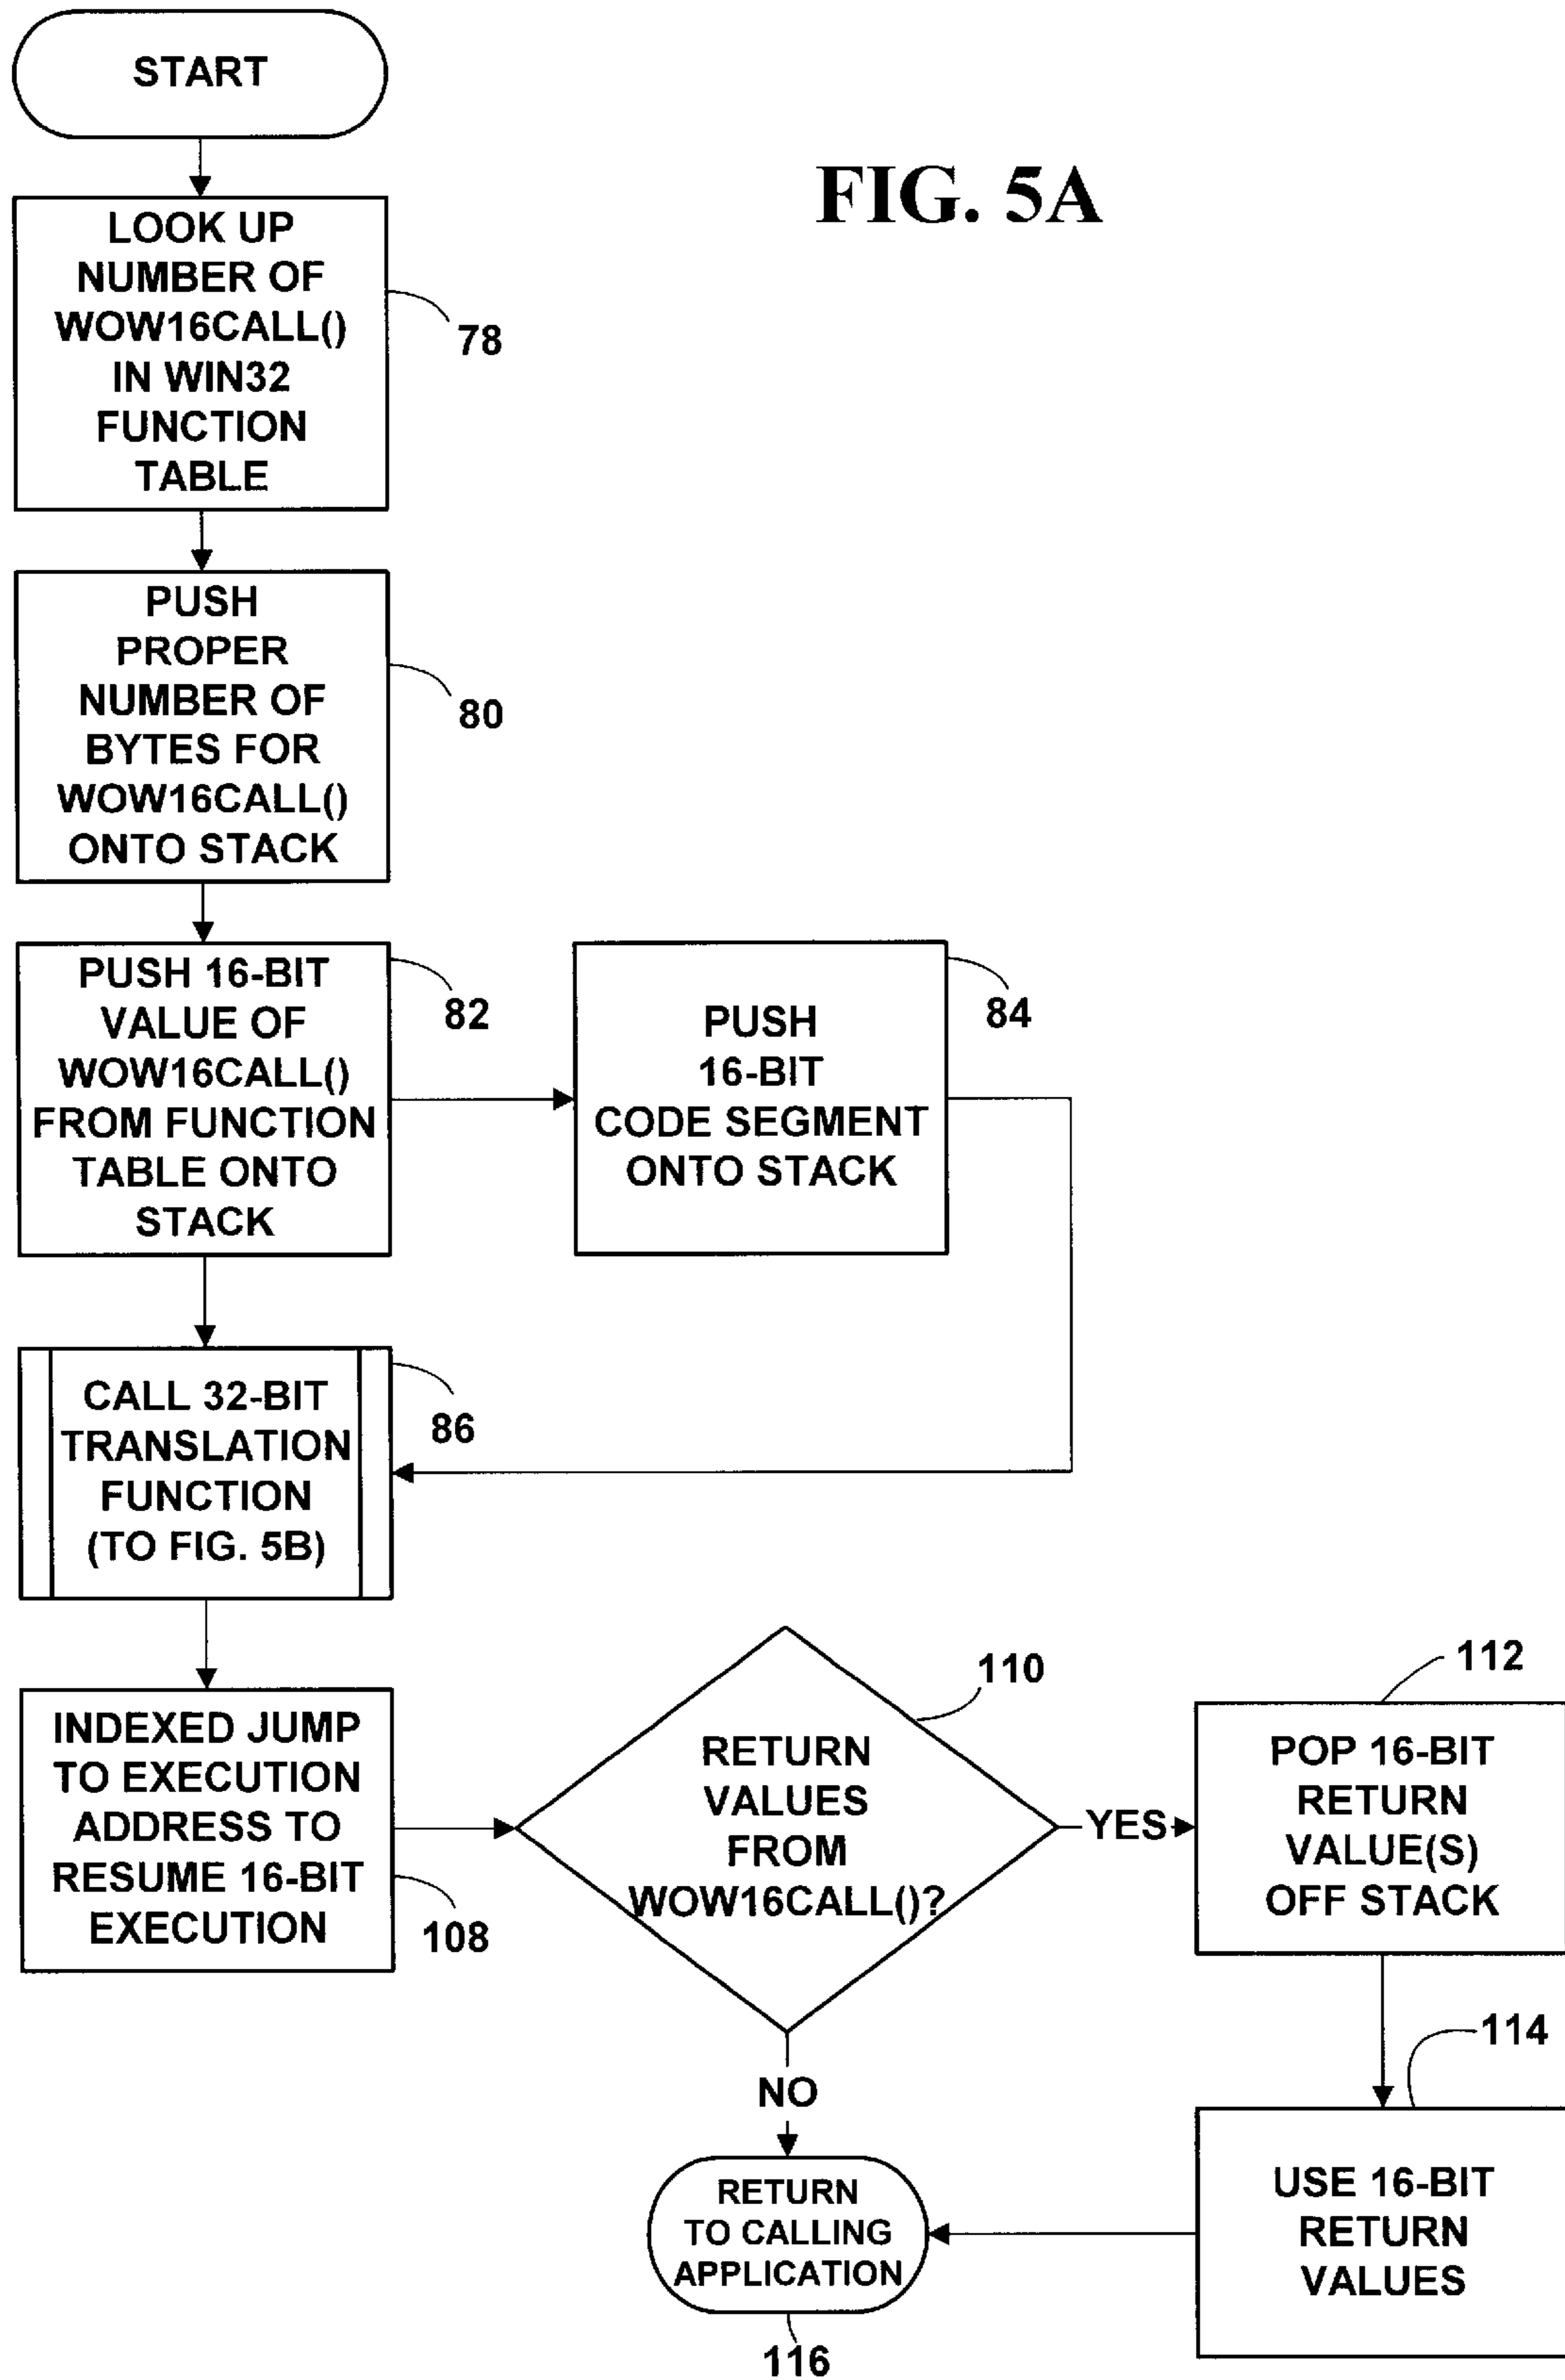 START
FIG. 5A
LOOK UP
NUMBER OF
WOW16CALL()
IN WIN32
FUNCTION
TABLE
78
PUSH
PROPER
NUMBER OF
BYTES FOR
WOW16CALL()
ONTO STACK
80
PUSH 16-BIT
VALUE OF
WOW16CALL()
FROM FUNCTION
TABLE ONTO
STACK
82
PUSH
16-BIT
CODE SEGMENT
ONTO STACK
84
CALL 32-BIT
TRANSLATION
FUNCTION
(TO FIG. 5B)
86
INDEXED JUMP
TO EXECUTION
ADDRESS TO
RESUME 16-BIT
EXECUTION
108
RETURN
VALUES
FROM
WOW16CALL()?
110
YES
POP 16-BIT
RETURN
VALUE(S)
OFF STACK
112
USE 16-BIT
RETURN
VALUES
114
NO
RETURN
TO CALLING
APPLICATION
116